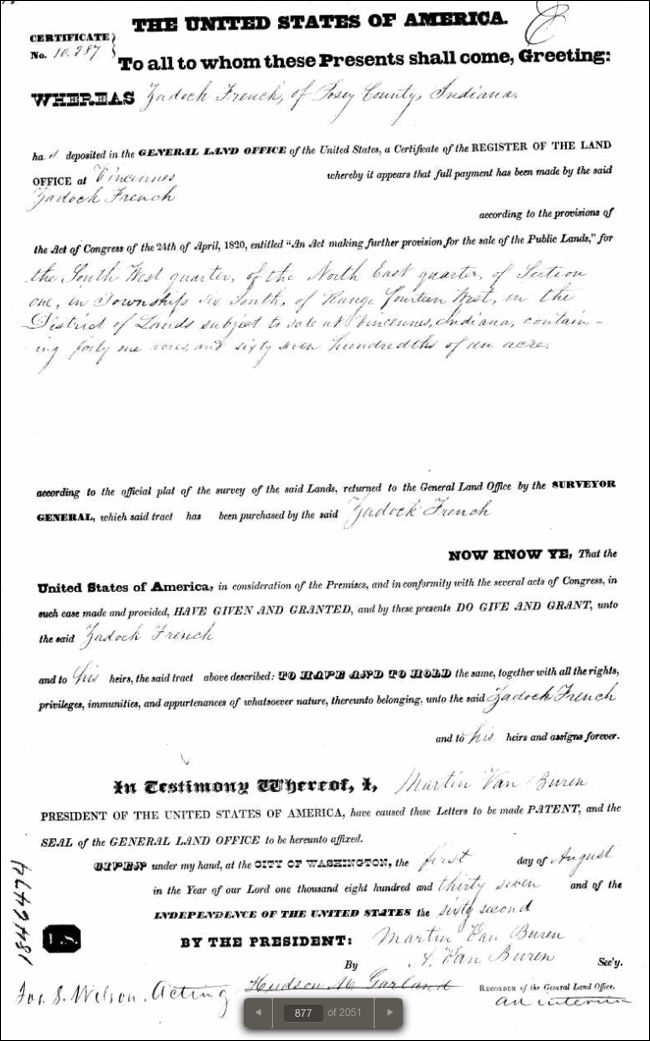 THE UNITED STATES OF AMERICA.
CERTIFICATE
No. 10.287
To all to whom these Presents shall come, Greeting:
WHEREAS Zadock French, of Posey County, Indiana,
ha s deposited in the GENERAL LAND OFFICE of the United States, a Certificate of the REGISTER OF THE LAND
OFFICE at Vincennes whereby it appears that full payment has been made by the said
Zadock French
according to the provisions of
the Act of Congress of the 24th of April, 1820, entitled "An Act making further provision for the sale of the Public Lands," for
the South West quarter, of the North East quarter, of Section
one, in Township six South, of Range fourteen West, in the
District of Lands subject to sale at Vincennes, Indiana, contain-
ing forty one acres, and sixty seven hundredths of an acre,
according to the official plat of the survey of the said Lands, returned to the General Land Office by the SURVEYOR
GENERAL, which said tract has been purchased by the said Zadock French
NOW KNOW YE, That the
United States of America, in consideration of the Premises, and in conformity with the several acts of Congress, in
such case made and provided, HAVE GIVEN AND GRANTED, and by these presents DO GIVE AND GRANT, unto
the said Zadock French
and to his heirs, the said tract above described: TO HAVE AND TO HOLD the same, together with all the rights,
privileges, immunities, and appurtenances of whatsoever nature, thereunto belonging, unto the said Zadock French
and to his heirs and assigns forever.
In Testimony Whereof, I, Martin Van Buren
PRESIDENT OF THE UNITED STATES OF AMERICA, have caused these Letters to be made PATENT, and the
SEAL of the GENERAL LAND OFFICE to be hereunto affixed.
GIVEN under my hand, at the CITY OF WASHINGTON, the first day of August
in the Year of our Lord one thousand eight hundred and thirty seven and of the
INDEPENDENCE OF THE UNITED STATES the sixty second
1846474
L.S.
BY THE PRESIDENT: Martin Van Buren
By A. Van Buren Sec'y.
Jos. S. Wilson, Acting Hudson M. Garland RECORDER of the General Land Office.
ad interim
877 of 2051